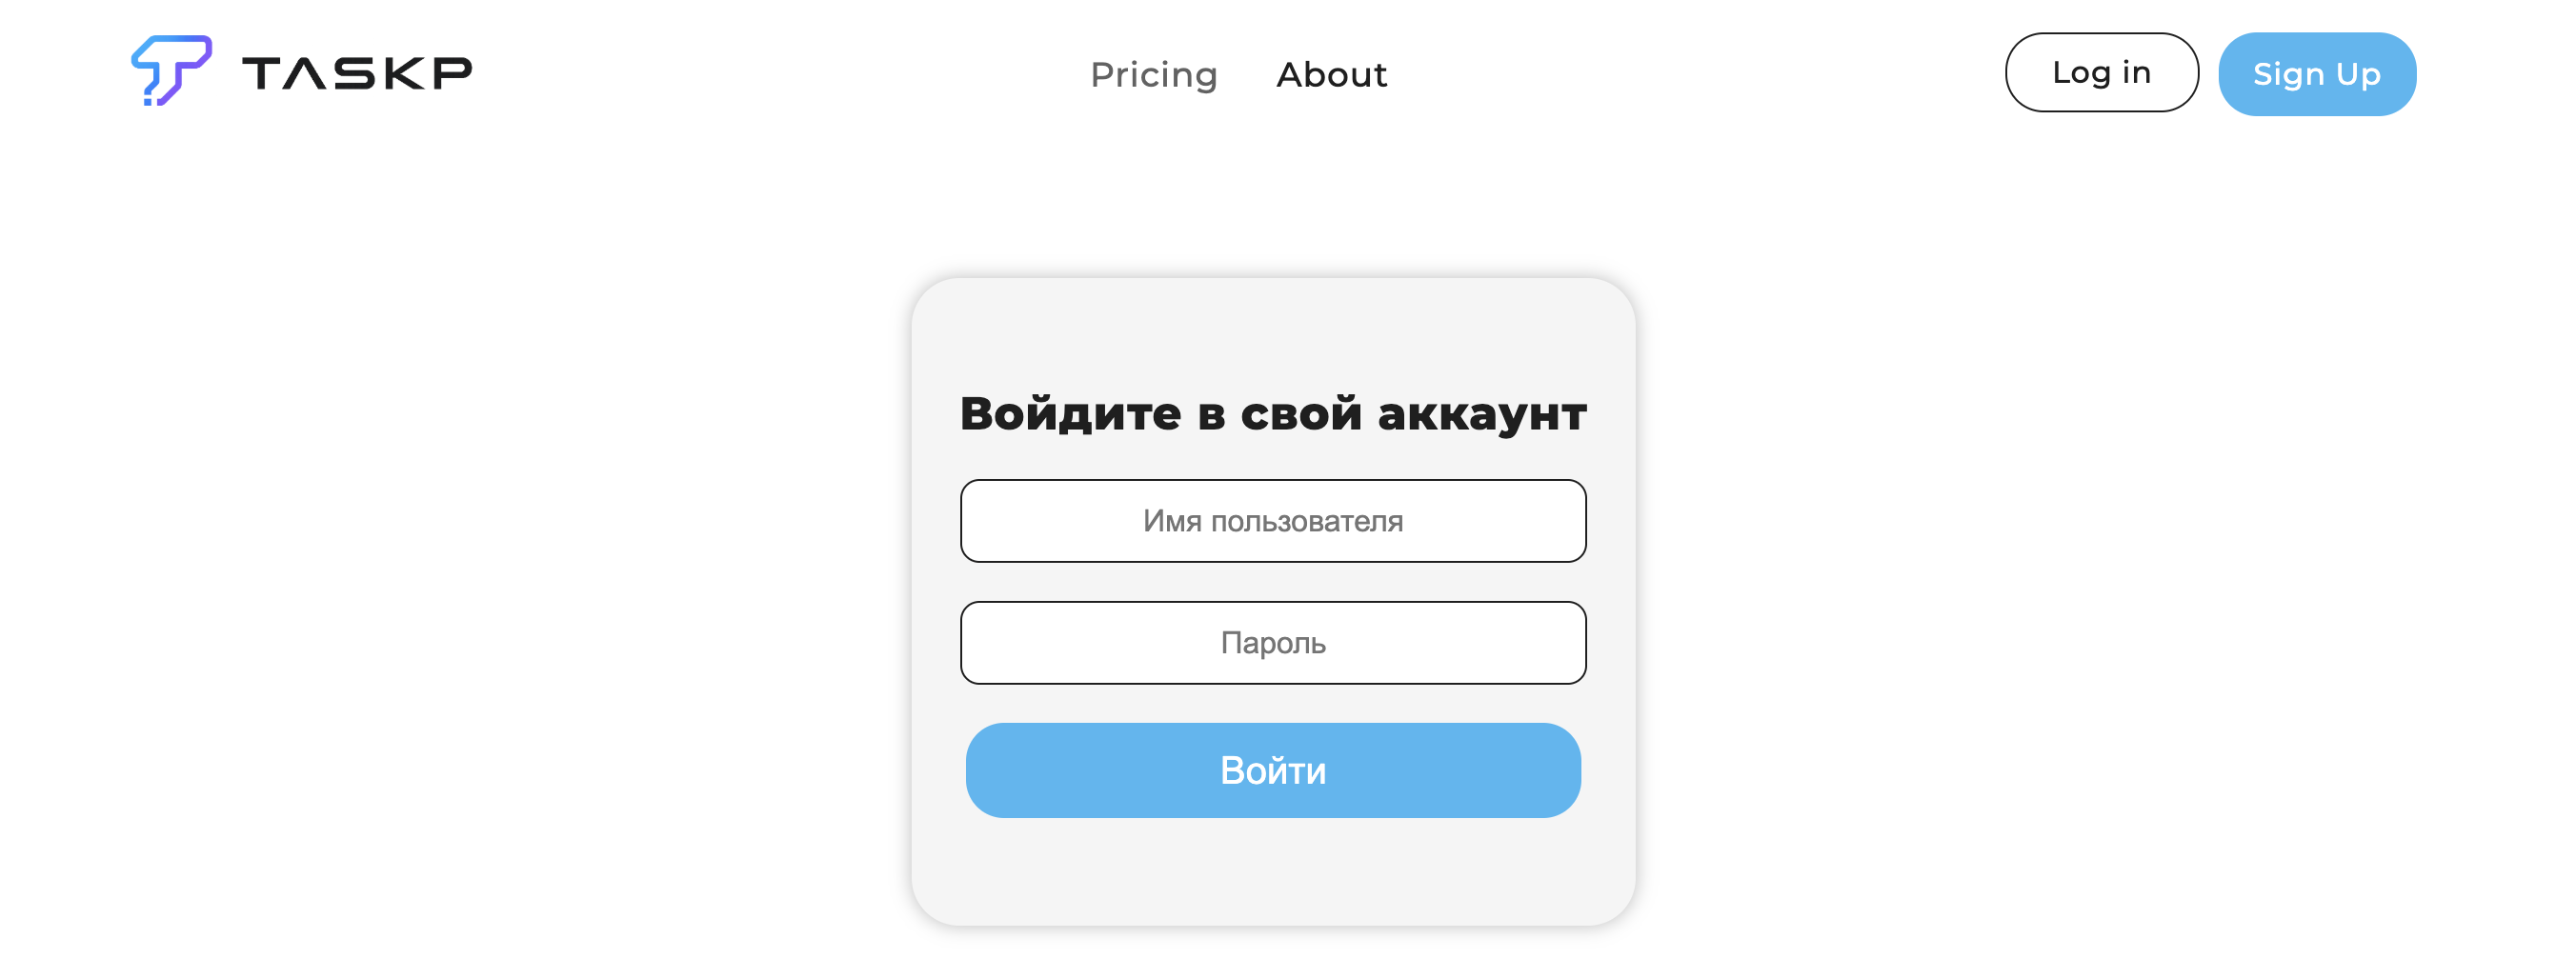 TASKP
Pricing About
Log in Sign Up
Войдите в свой аккаунт
Имя пользователя
Пароль
Войти